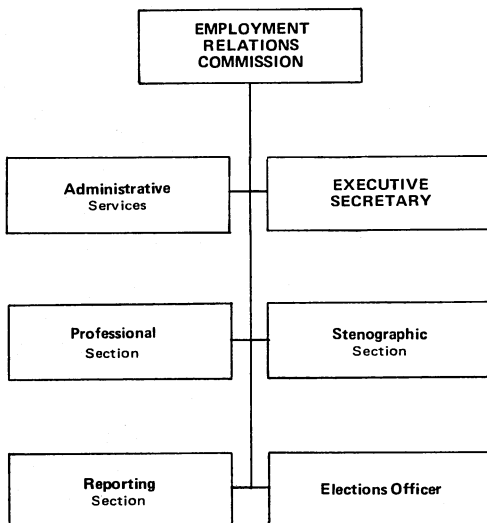 EMPLOYMENT
RELATIONS
COMMISSION
Administrative
Services
EXECUTIVE
SECRETARY
Professional
Section
Stenographic
Section
Reporting
Section
Elections Officer